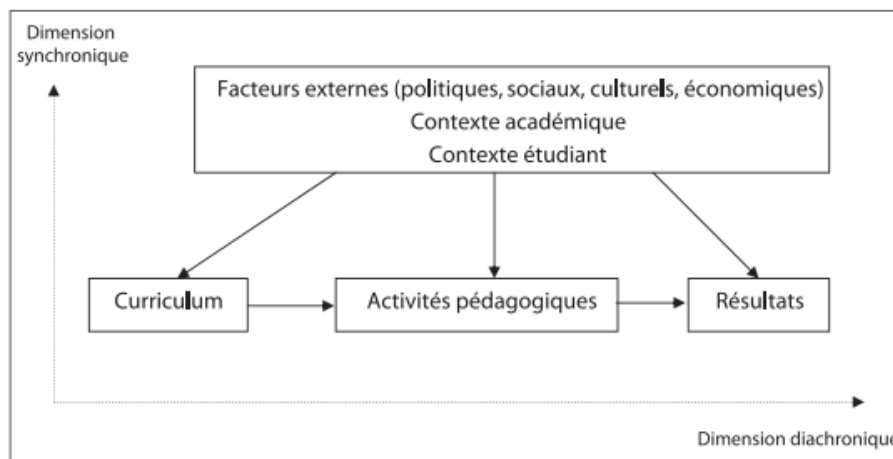 Dimension
synchronique
Facteurs externes (politiques, sociaux, culturels, économiques)
Contexte académique
Contexte étudiant
Curriculum
Activités pédagogiques
Résultats
Dimension diachronique